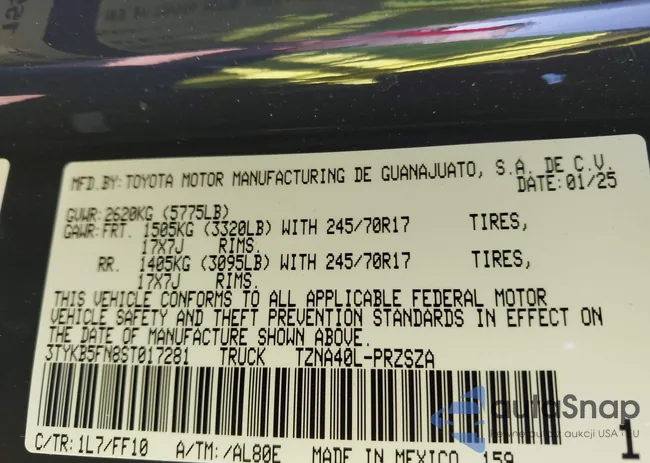 MFD.BY: TOYOTA MOTOR MANUFACTURING DE GUANAJUATO, S.A. DE C.V.
DATE: 01/25
GVWR: 2620KG (5775LB)
GAWR: FRT. 1505KG (3320LB) WITH 245/70R17 TIRES,
17X7J RIMS.
RR. 1405KG (3095LB) WITH 245/70R17 TIRES,
17X7J RIMS.
THIS VEHICLE CONFORMS TO ALL APPLICABLE FEDERAL MOTOR
VEHICLE SAFETY AND THEFT PREVENTION STANDARDS IN EFFECT ON
THE DATE OF MANUFACTURE SHOWN ABOVE.
3TYKB5FN8ST017281 TRUCK TZNA40L-PRZSZA
C/TR: 1L7/FF10 A/TM: /AL80E MADE IN MEXICO 159
1
autoSnap
aukcji USA